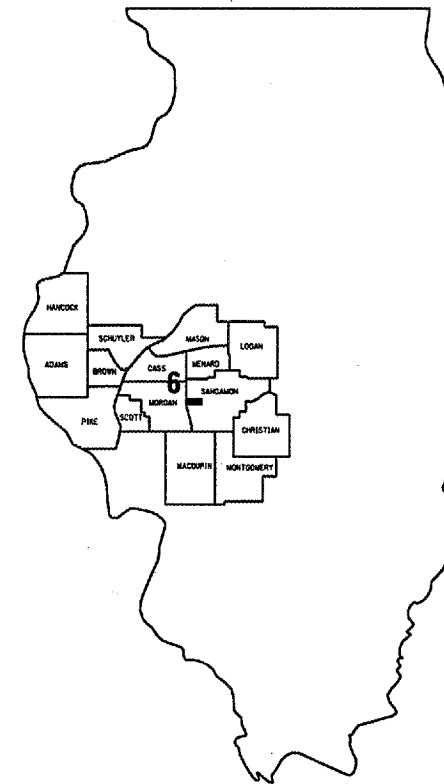 HANCOCK
SCHUYLER
MASON
LOGAN
ADAMS
BROWN
CASS
MENARD
6
MORGAN
SANGAMON
PIKE
SCOTT
CHRISTIAN
MACOUPIN
MONTGOMERY